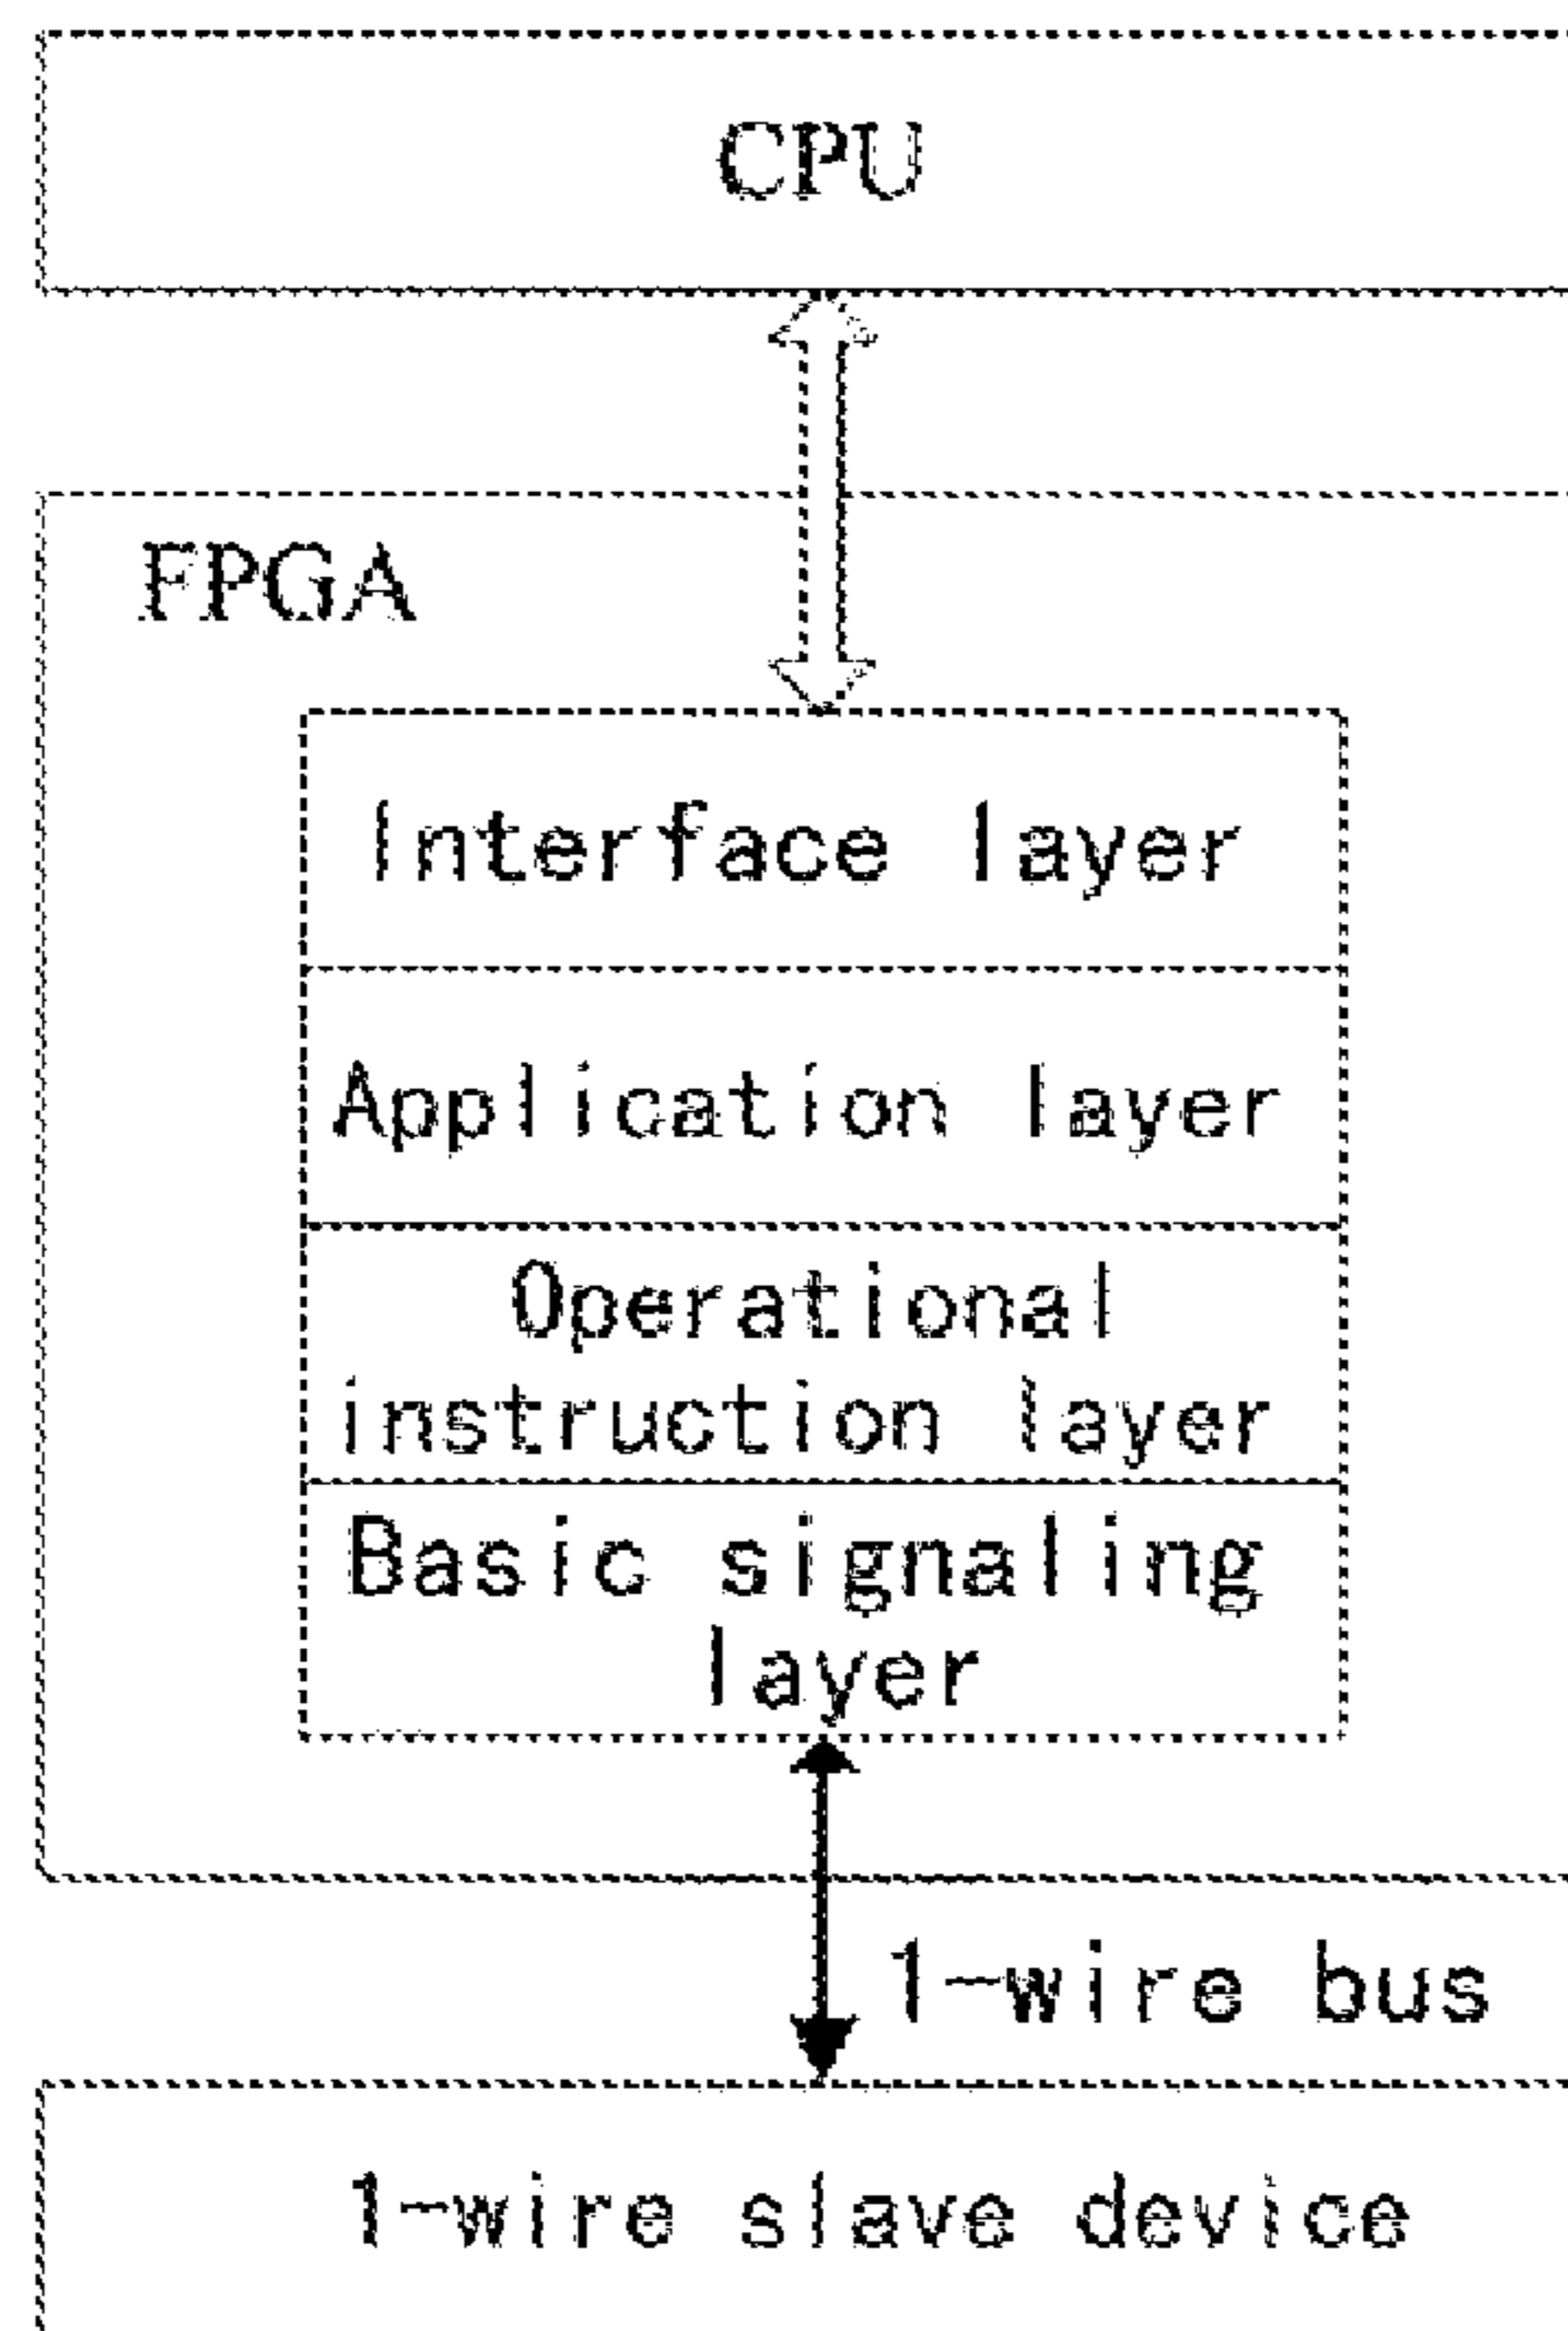 CPU
FPGA
Interface layer
Application layer
Operational
instruction layer
Basic signaling
layer
1-wire bus
1-wire slave device